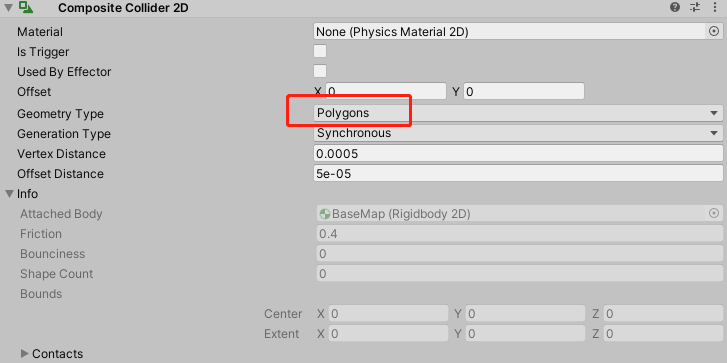 Composite Collider 2D
Material None (Physics Material 2D)
Is Trigger
Used By Effector
Offset X 0 Y 0
Geometry Type Polygons
Generation Type Synchronous
Vertex Distance 0.0005
Offset Distance 5e-05
Info
Attached Body BaseMap (Rigidbody 2D)
Friction 0.4
Bounciness 0
Shape Count 0
Bounds
Center X 0 Y 0 Z 0
Extent X 0 Y 0 Z 0
Contacts